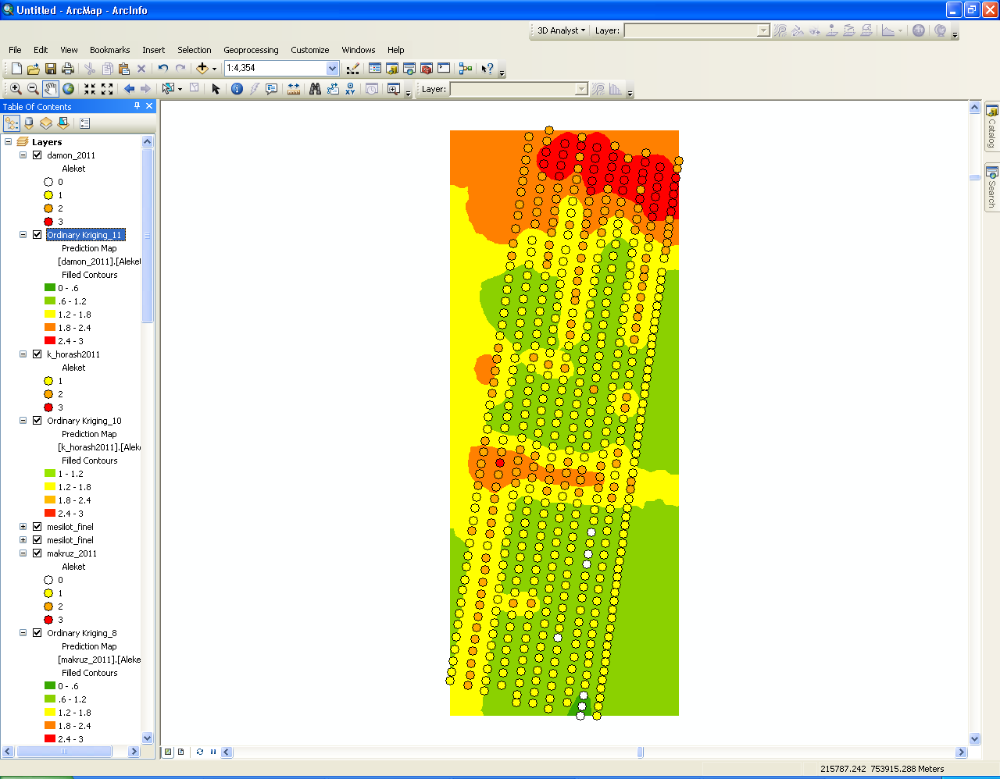 Untitled - ArcMap - ArcInfo
3D Analyst Layer:
File Edit View Bookmarks Insert Selection Geoprocessing Customize Windows Help
1:4,354
Layer:
Table Of Contents
Layers
damon_2011
Aleket
0
1
2
3
Ordinary Kriging_11
Prediction Map
[damon_2011].[Aleket
Filled Contours
0 - .6
.6 - 1.2
1.2 - 1.8
1.8 - 2.4
2.4 - 3
k_horash2011
Aleket
1
2
3
Ordinary Kriging_10
Prediction Map
[k_horash2011].[Aleke
Filled Contours
1 - 1.2
1.2 - 1.8
1.8 - 2.4
2.4 - 3
mesilot_finel
mesilot_finel
makruz_2011
Aleket
0
1
2
3
Ordinary Kriging_8
Prediction Map
[makruz_2011].[Aleke
Filled Contours
0 - .6
.6 - 1.2
1.2 - 1.8
1.8 - 2.4
2.4 - 3
Catalog
Search
215787.242 753915.288 Meters